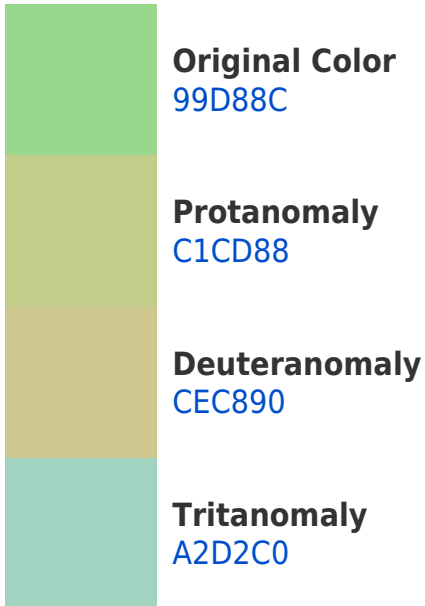 Original Color
99D88C
Protanomaly
C1CD88
Deuteranomaly
CEC890
Tritanomaly
A2D2C0